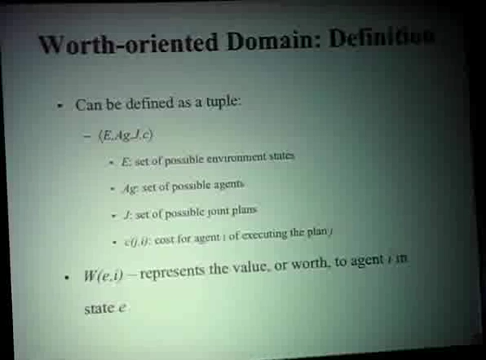 Worth-oriented Domain: Definition
• Can be defined as a tuple:
– (E,Ag,J,c)
• E: set of possible environment states
• Ag: set of possible agents
• J: set of possible joint plans
• c(j,i): cost for agent i of executing the plan j
• W(e,i) – represents the value, or worth, to agent i in
state e